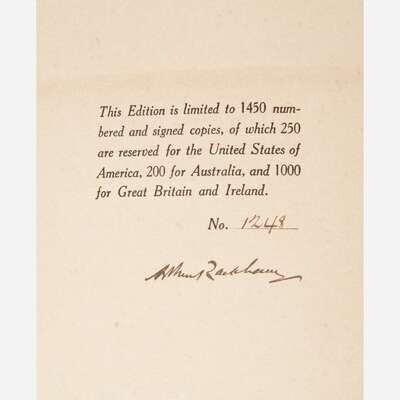 This Edition is limited to 1450 num-
bered and signed copies, of which 250
are reserved for the United States of
America, 200 for Australia, and 1000
for Great Britain and Ireland.
No. 1248
Arthur Rackham